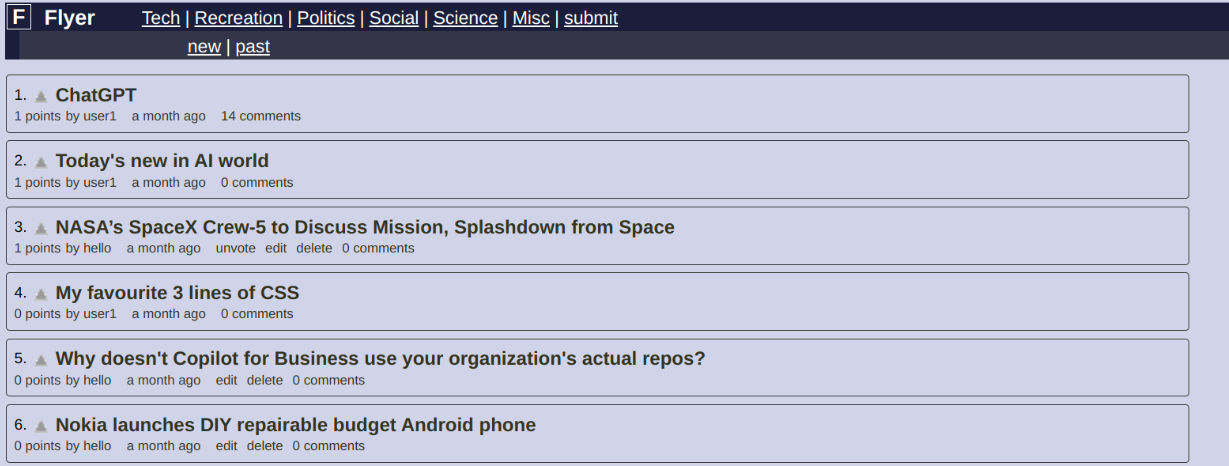 F Flyer Tech | Recreation | Politics | Social | Science | Misc | submit
new | past
1. ChatGPT
1 points by user1 a month ago 14 comments
2. Today's new in AI world
1 points by user1 a month ago 0 comments
3. NASA’s SpaceX Crew-5 to Discuss Mission, Splashdown from Space
1 points by hello a month ago unvote edit delete 0 comments
4. My favourite 3 lines of CSS
0 points by user1 a month ago 0 comments
5. Why doesn't Copilot for Business use your organization's actual repos?
0 points by hello a month ago edit delete 0 comments
6. Nokia launches DIY repairable budget Android phone
0 points by hello a month ago edit delete 0 comments